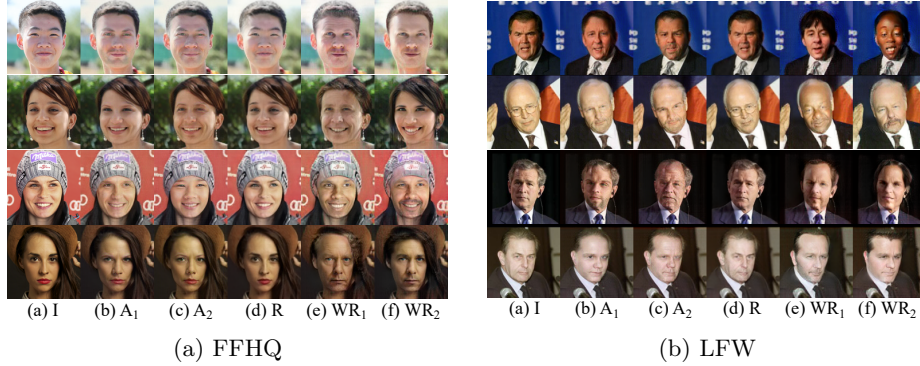 (a) I (b) A₁ (c) A₂ (d) R (e) WR₁ (f) WR₂
(a) FFHQ
(a) I (b) A₁ (c) A₂ (d) R (e) WR₁ (f) WR₂
(b) LFW